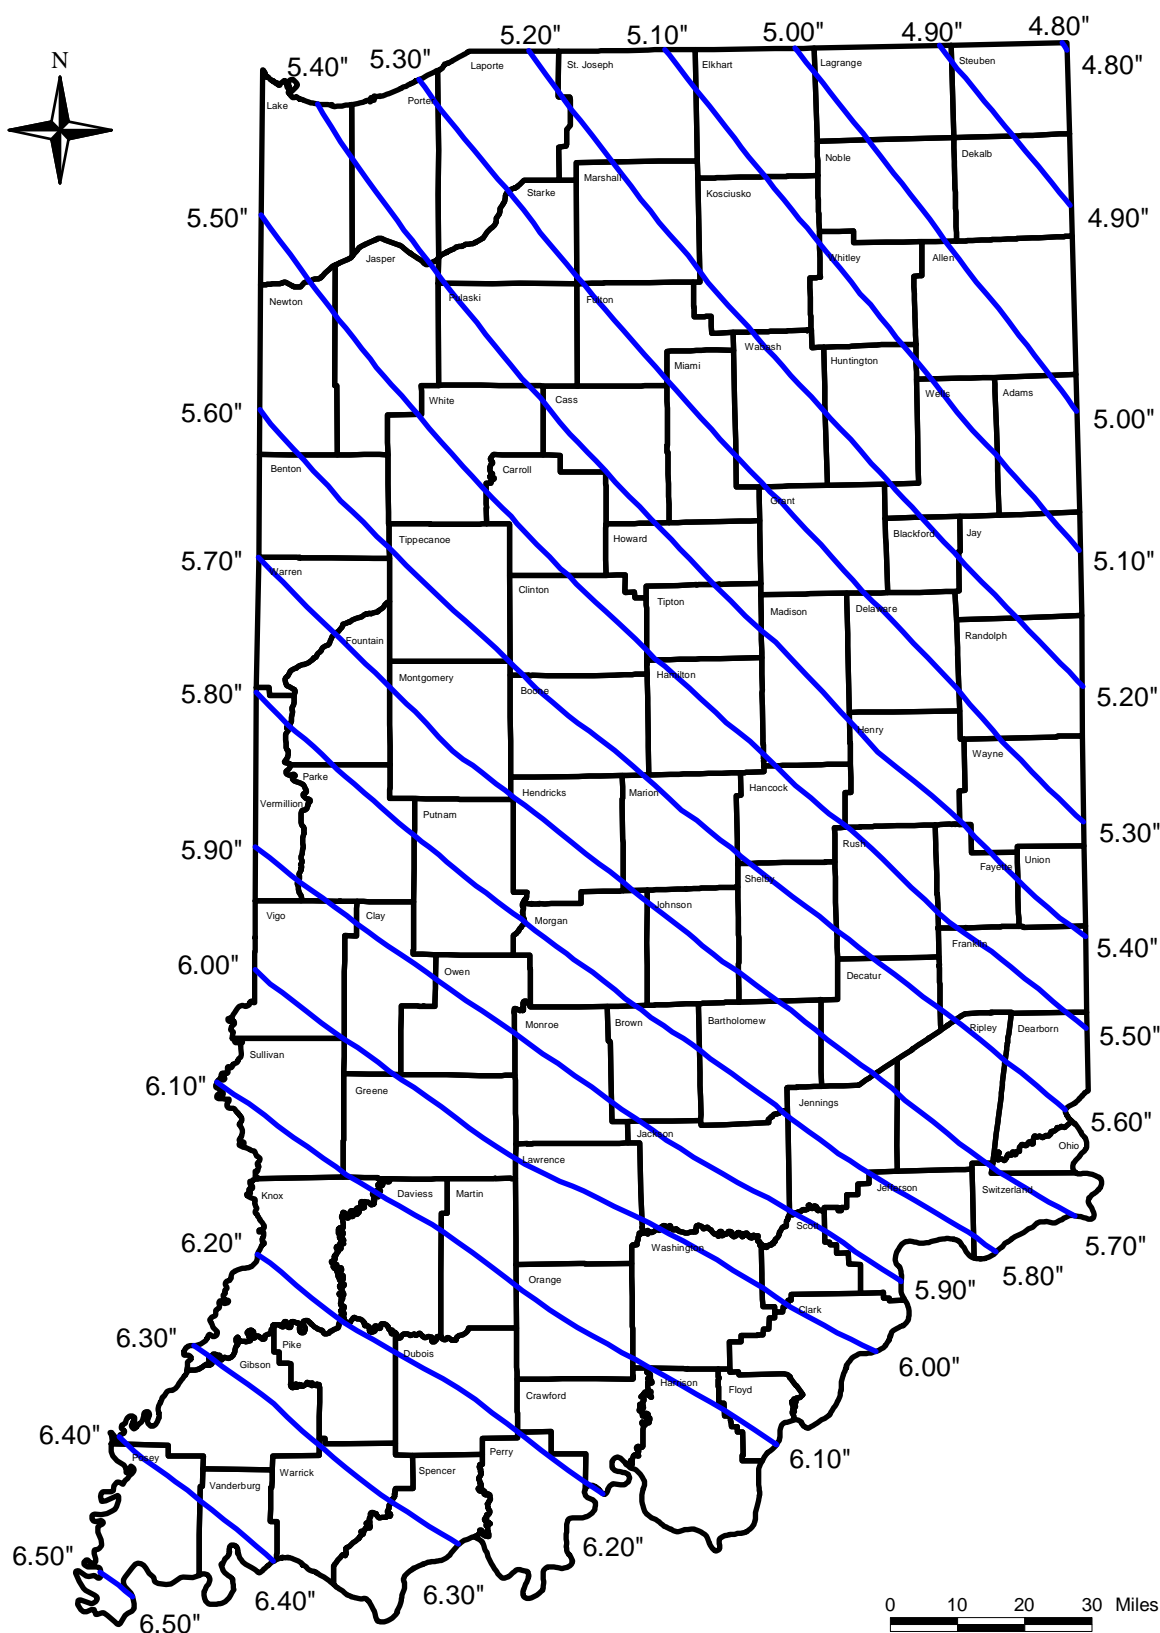 4.80"
4.90"
5.00"
5.10"
5.20"
5.30"
5.40"
N
4.80"
Laporte
St. Joseph
Elkhart
Lagrange
Steuben
Lake
Porter
Noble
Dekalb
Marshall
Starke
Kosciusko
5.50"
4.90"
Jasper
Whitley
Allen
Newton
Pulaski
Fulton
Wabash
Huntington
Miami
White
Cass
Wells
Adams
5.60"
5.00"
Benton
Carroll
Grant
Tippecanoe
Howard
Blackford
Jay
5.70"
5.10"
Warren
Clinton
Tipton
Madison
Delaware
Fountain
Randolph
Montgomery
Hamilton
5.80"
5.20"
Boone
Henry
Wayne
Parke
Hendricks
Marion
Hancock
Vermillion
Putnam
5.30"
5.90"
Rush
Fayette
Union
Shelby
Vigo
Clay
Morgan
Johnson
5.40"
Franklin
6.00"
Owen
Decatur
Monroe
Brown
Bartholomew
Ripley
Dearborn
5.50"
Sullivan
6.10"
Greene
Jennings
5.60"
Jackson
Ohio
Lawrence
Knox
Daviess
Martin
Jefferson
Switzerland
Scott
6.20"
Washington
5.70"
5.80"
Orange
5.90"
Clark
6.30"
Pike
Gibson
Dubois
6.00"
Harrison
Floyd
Crawford
6.40"
6.10"
Posey
Perry
Vanderburg
Warrick
Spencer
6.50"
6.20"
6.30"
6.40"
6.50"
0 10 20 30 Miles